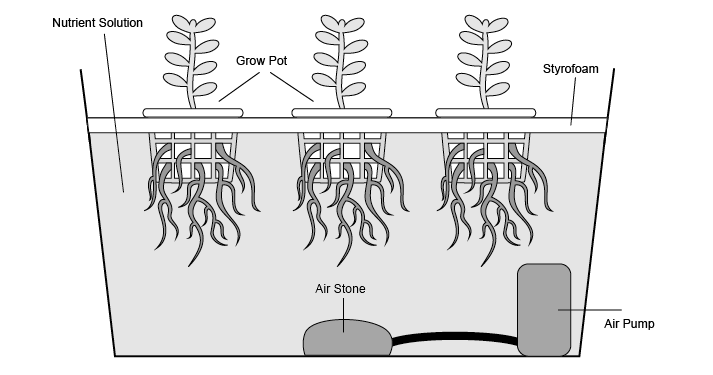 Nutrient Solution
Grow Pot
Styrofoam
Air Stone
Air Pump